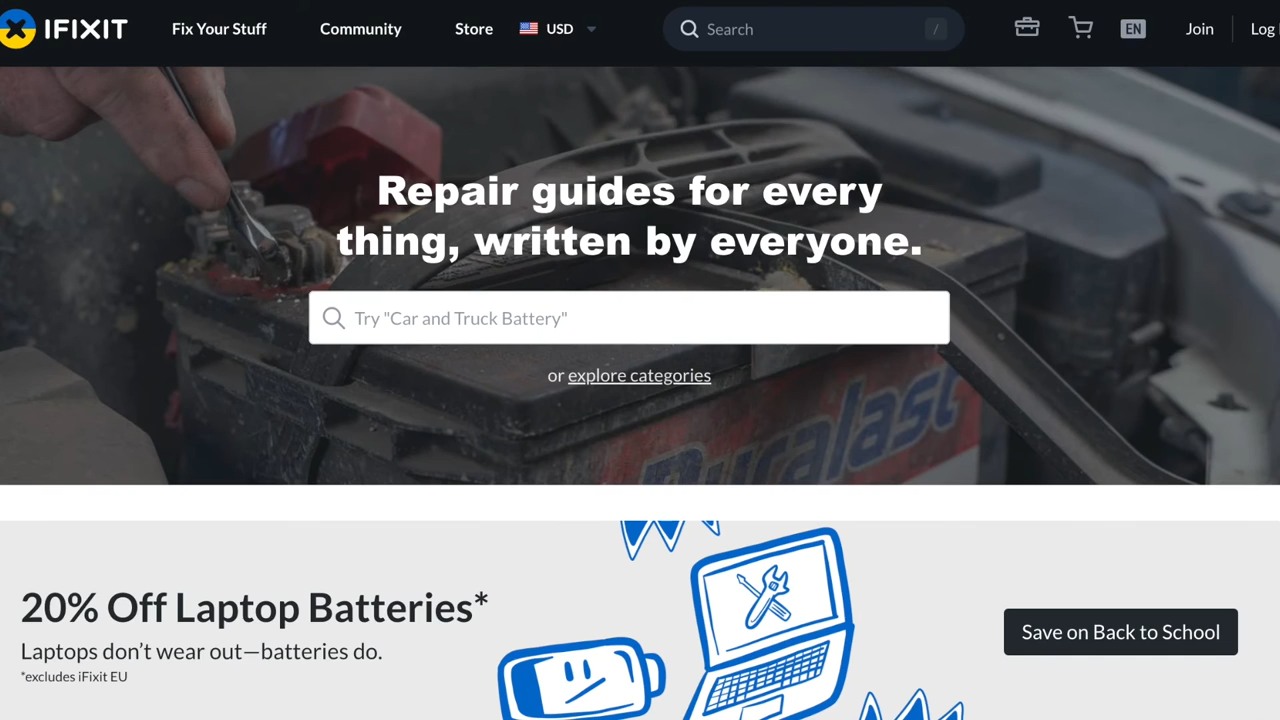 IFIXIT
Fix Your Stuff
Community
Store
USD
Search
/
EN
Join
Log
Repair guides for every
thing, written by everyone.
Try "Car and Truck Battery"
or explore categories
Duralast
20% Off Laptop Batteries*
Laptops don’t wear out—batteries do.
*excludes iFixit EU
Save on Back to School